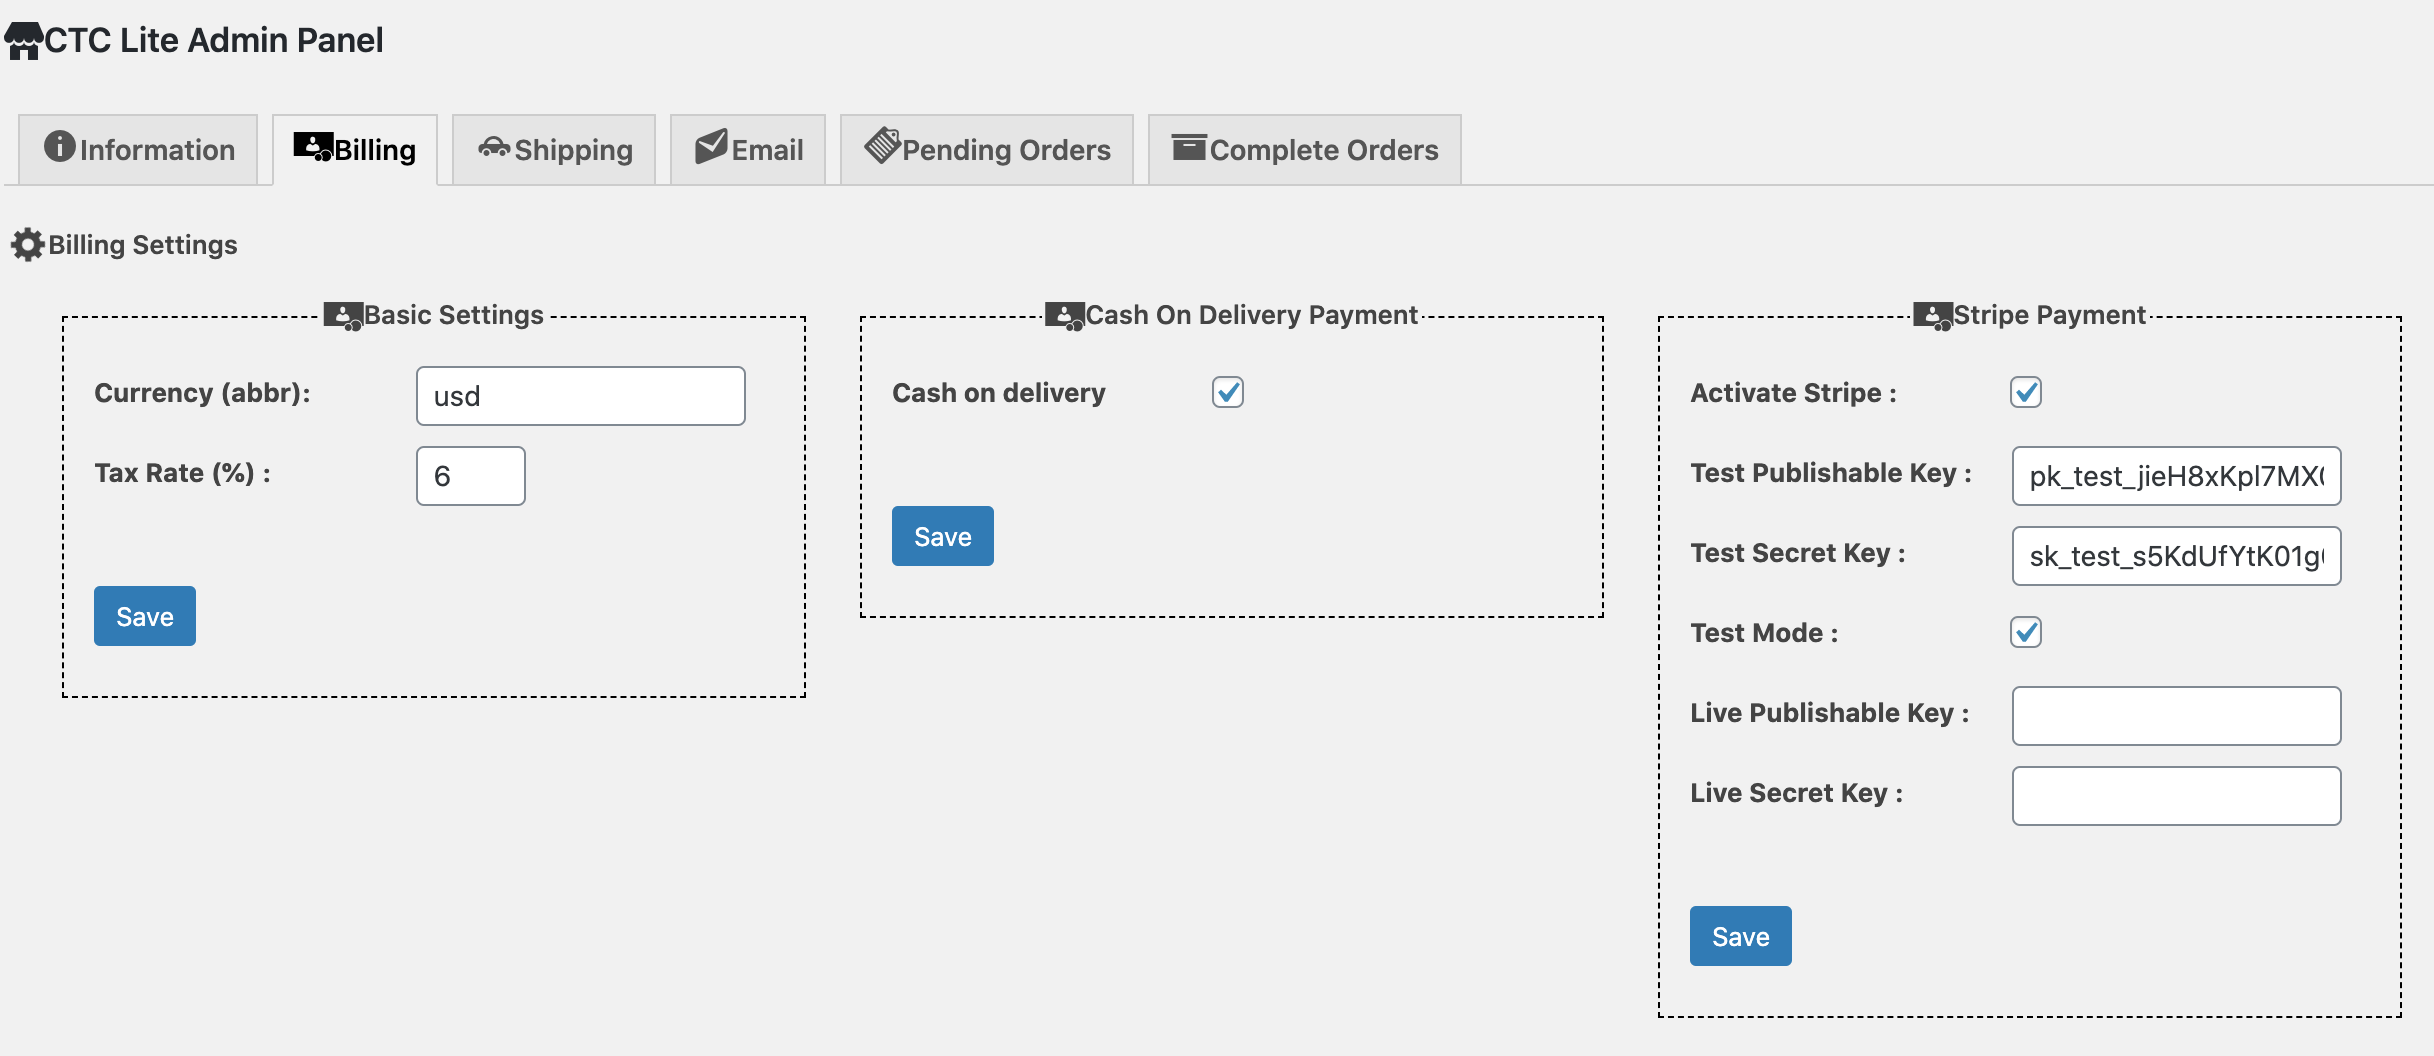 CTC Lite Admin Panel
Information
Billing
Shipping
Email
Pending Orders
Complete Orders
Billing Settings
Basic Settings
Currency (abbr):
usd
Tax Rate (%) :
6
Save
Cash On Delivery Payment
Cash on delivery
Save
Stripe Payment
Activate Stripe :
Test Publishable Key :
pk_test_jieH8xKpl7MX
Test Secret Key :
sk_test_s5KdUfYtK01g
Test Mode :
Live Publishable Key :
Live Secret Key :
Save